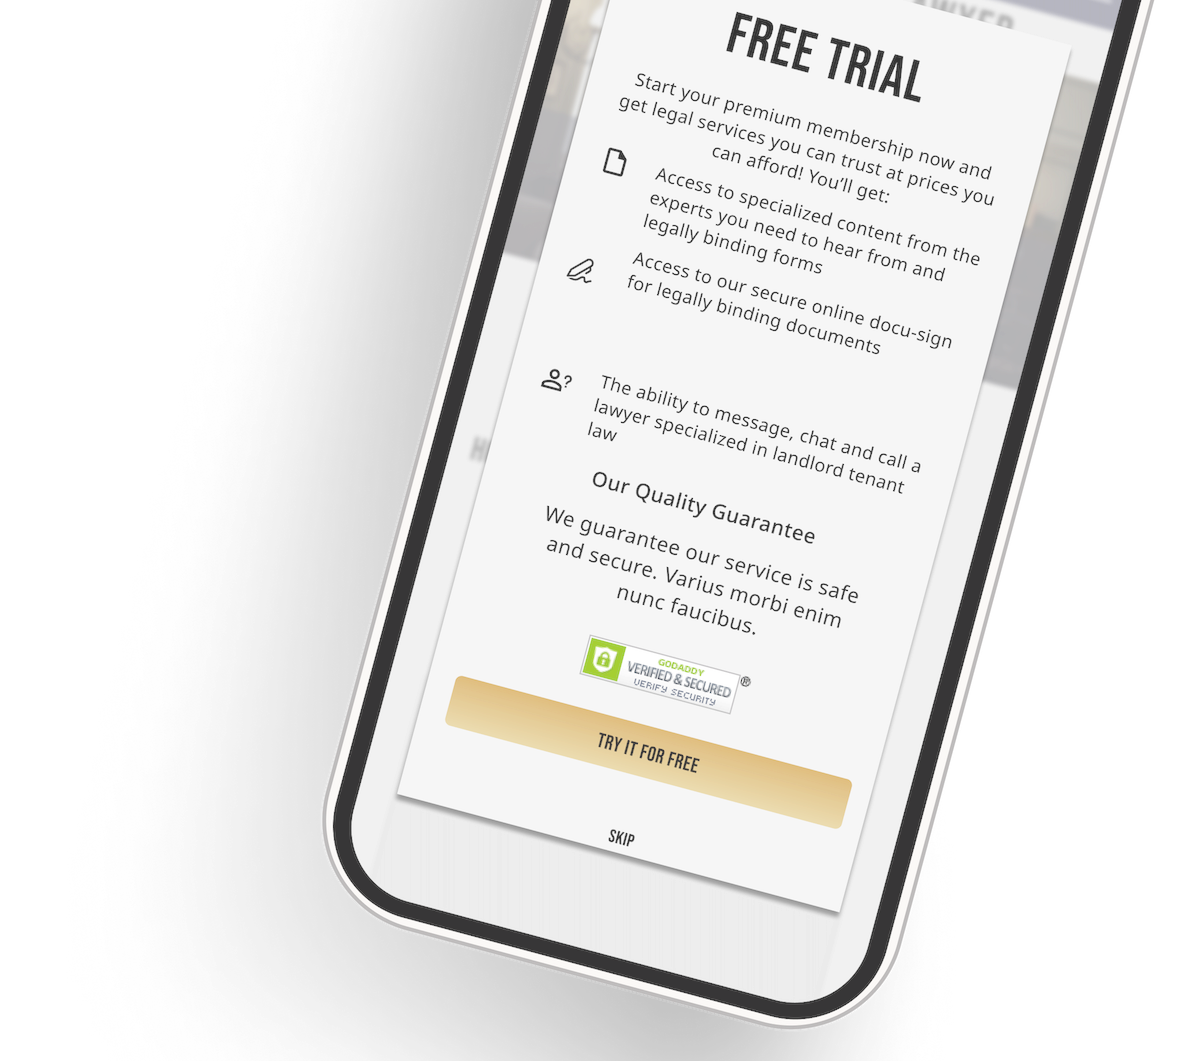 FREE TRIAL
Start your premium membership now and
get legal services you can trust at prices you
can afford! You’ll get:
Access to specialized content from the
experts you need to hear from and
legally binding forms
Access to our secure online docu-sign
for legally binding documents
The ability to message, chat and call a
lawyer specialized in landlord tenant
law
Our Quality Guarantee
We guarantee our service is safe
and secure. Varius morbi enim
nunc faucibus.
GODADDY
VERIFIED & SECURED
VERIFY SECURITY
®
TRY IT FOR FREE
SKIP